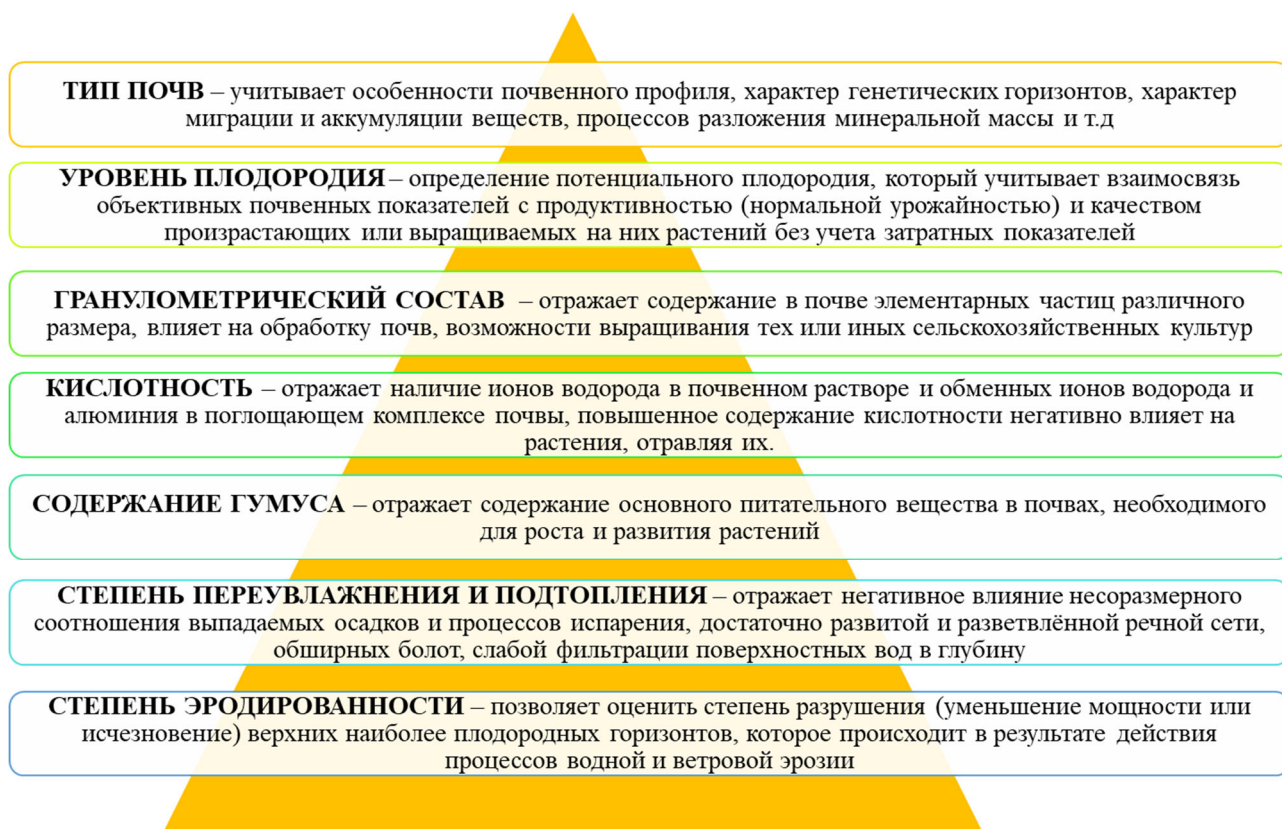 ТИП ПОЧВ – учитывает особенности почвенного профиля, характер генетических горизонтов, характер
миграции и аккумуляции веществ, процессов разложения минеральной массы и т.д
УРОВЕНЬ ПЛОДОРОДИЯ – определение потенциального плодородия, который учитывает взаимосвязь
объективных почвенных показателей с продуктивностью (нормальной урожайностью) и качеством
произрастающих или выращиваемых на них растений без учета затратных показателей
ГРАНУЛОМЕТРИЧЕСКИЙ СОСТАВ – отражает содержание в почве элементарных частиц различного
размера, влияет на обработку почв, возможности выращивания тех или иных сельскохозяйственных культур
КИСЛОТНОСТЬ – отражает наличие ионов водорода в почвенном растворе и обменных ионов водорода и
алюминия в поглощающем комплексе почвы, повышенное содержание кислотности негативно влияет на
растения, отравляя их.
СОДЕРЖАНИЕ ГУМУСА – отражает содержание основного питательного вещества в почвах, необходимого
для роста и развития растений
СТЕПЕНЬ ПЕРЕУВЛАЖНЕНИЯ И ПОДТОПЛЕНИЯ – отражает негативное влияние несоразмерного
соотношения выпадаемых осадков и процессов испарения, достаточно развитой и разветвлённой речной сети,
обширных болот, слабой фильтрации поверхностных вод в глубину
СТЕПЕНЬ ЭРОДИРОВАННОСТИ – позволяет оценить степень разрушения (уменьшение мощности или
исчезновение) верхних наиболее плодородных горизонтов, которое происходит в результате действия
процессов водной и ветровой эрозии